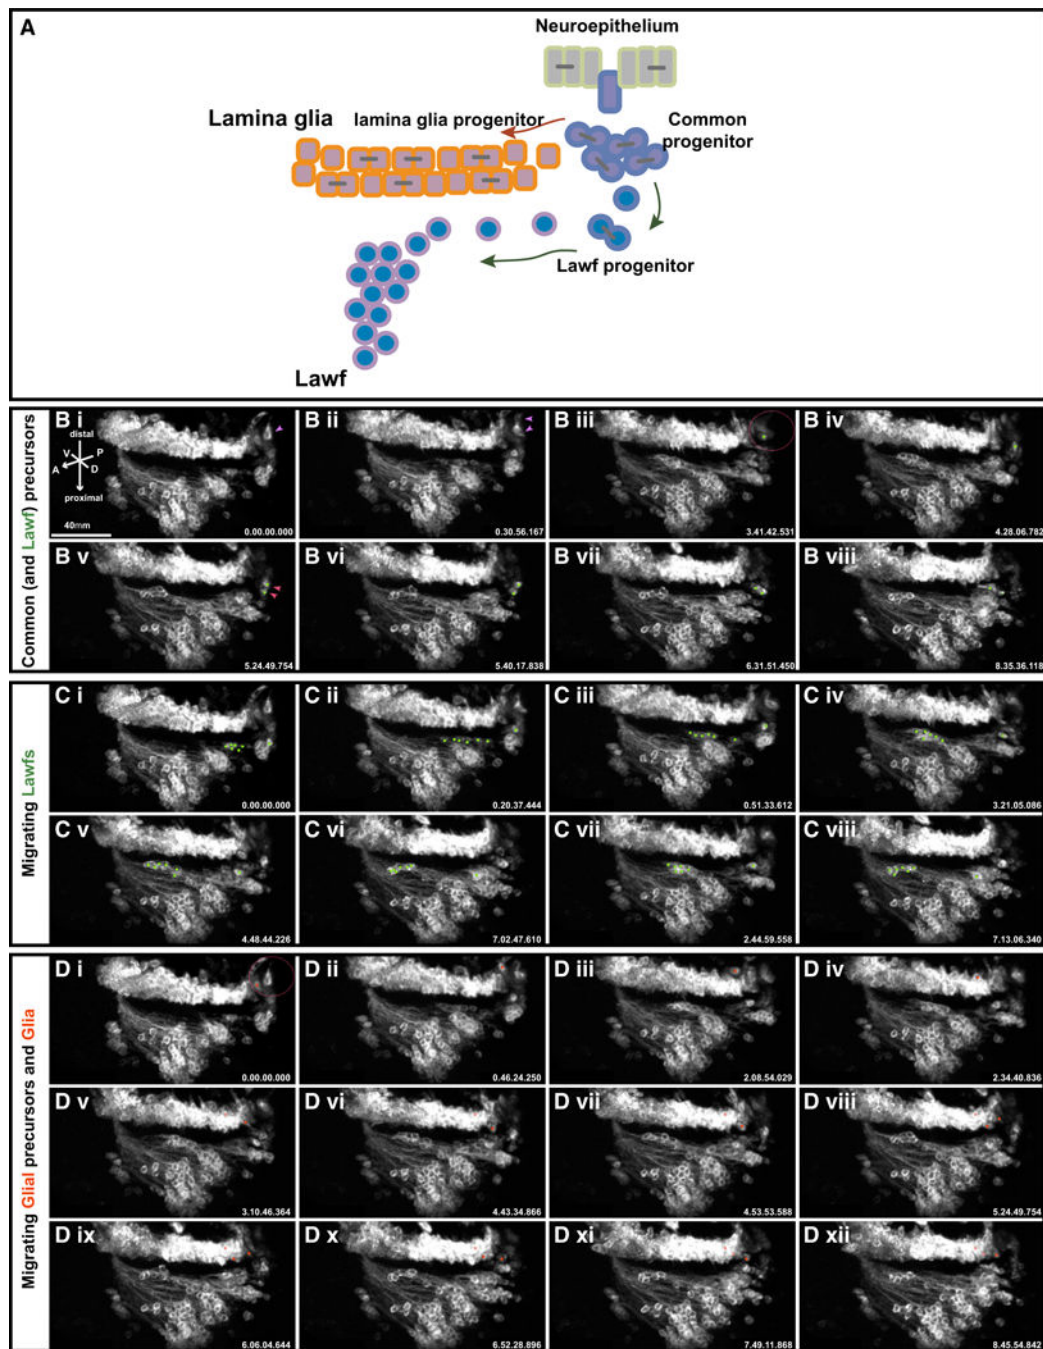 A
Neuroepithelium
Lamina glia
lamina glia progenitor
Common
progenitor
Lawf progenitor
Lawf
Common (and Lawf) precursors
B i
distal
V
P
A
D
proximal
40mm
0.00.00.000
B ii
0.30.56.167
B iii
3.41.42.531
B iv
4.28.06.782
B v
5.24.49.754
B vi
5.40.17.838
B vii
6.31.51.450
B viii
8.35.36.118
Migrating Lawfs
C i
0.00.00.000
C ii
0.20.37.444
C iii
0.51.33.612
C iv
3.21.05.086
C v
4.48.44.226
C vi
7.02.47.610
C vii
2.44.59.558
C viii
7.13.06.340
Migrating Glial precursors and Glia
D i
0.00.00.000
D ii
0.46.24.250
D iii
2.08.54.029
D iv
2.34.40.836
D v
3.10.46.364
D vi
4.43.34.866
D vii
4.53.53.588
D viii
5.24.49.754
D ix
6.06.04.644
D x
6.52.28.896
D xi
7.49.11.868
D xii
8.45.54.842